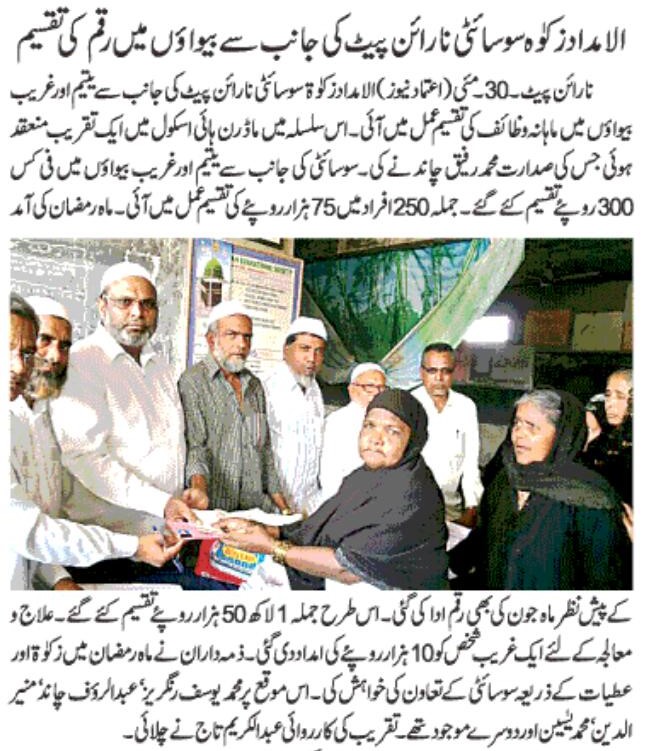 الامداد زکوٰۃ سوسائٹی نارائن پیٹ کی جانب سے بیواؤں میں رقم کی تقسیم
نارائن پیٹ۔30۔مئی (اعتماد نیوز) الامداد زکوٰۃ سوسائٹی نارائن پیٹ کی جانب سے یتیم اور غریب
بیواؤں میں ماہانہ وظائف کی تقسیم عمل میں آئی۔ اس سلسلہ میں ماڈرن ہائی اسکول میں ایک تقریب منعقد
ہوئی جس کی صدارت محمد رفیق چاند نے کی۔ سوسائٹی کی جانب سے یتیم اور غریب بیواؤں میں فی کس
300 روپئے تقسیم کئے گئے۔ جملہ 250 افراد میں 75 ہزار روپئے کی تقسیم عمل میں آئی۔ ماہ رمضان کی آمد
کے پیش نظر ماہ جون کی بھی رقم ادا کی گئی۔ اس طرح جملہ 1 لاکھ 50 ہزار روپئے تقسیم کئے گئے۔ علاج و
معالجہ کے لئے ایک غریب شخص کو 10 ہزار روپئے کی امداد دی گئی۔ ذمہ داران نے ماہ رمضان میں زکوٰۃ اور
عطیات کے ذریعہ سوسائٹی کے تعاون کی خواہش کی۔ اس موقع پر محمد یوسف رنگریز، عبدالرؤف چاند، منیر
الدین، محمد یٰسین اور دوسرے موجود تھے۔ تقریب کی کارروائی عبدالکریم تاج نے چلائی۔